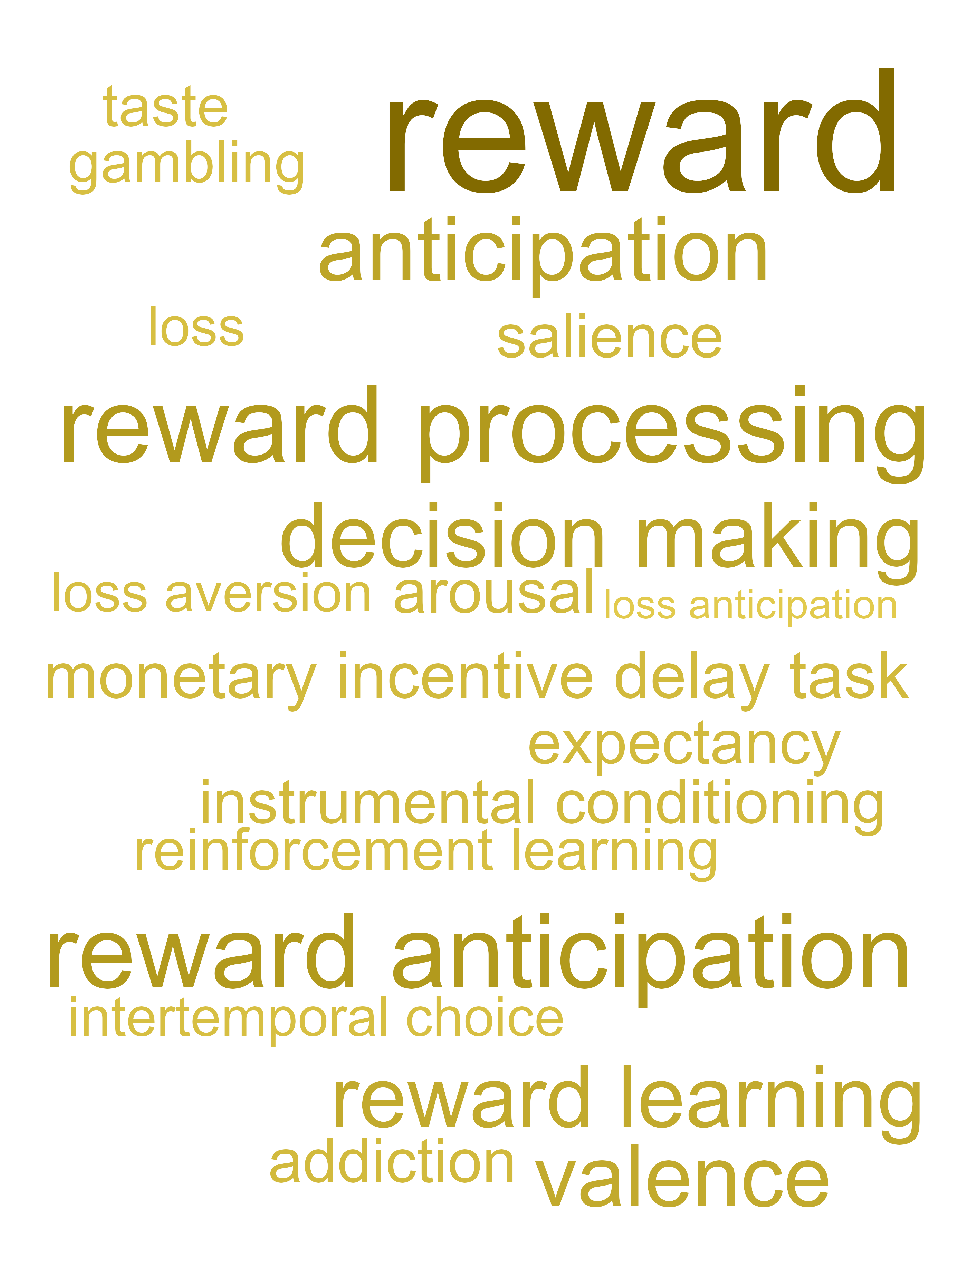 taste
reward
gambling
anticipation
loss
salience
reward processing
decision making
loss aversion
arousal
loss anticipation
monetary incentive delay task
expectancy
instrumental conditioning
reinforcement learning
reward anticipation
intertemporal choice
reward learning
addiction
valence